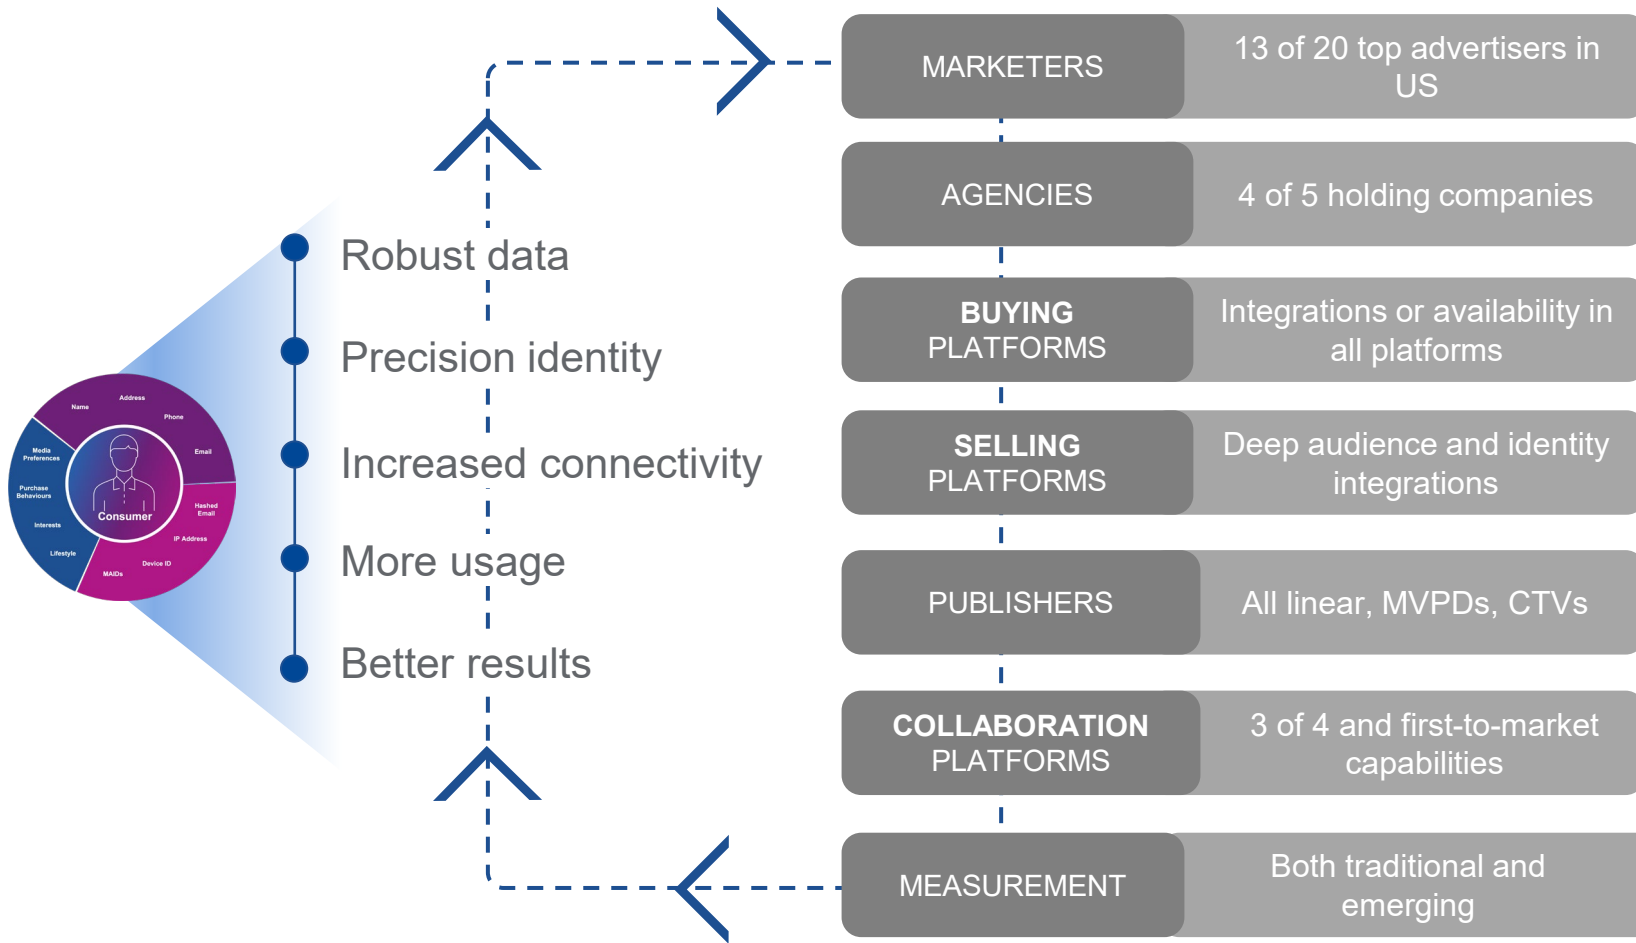 Name
Address
Phone
Email
Media
Preferences
Purchase
Behaviours
Interests
Lifestyle
Hashed
Email
IP Address
Device ID
MAIDs
Consumer
Robust data
Precision identity
Increased connectivity
More usage
Better results
MARKETERS
13 of 20 top advertisers in
US
AGENCIES
4 of 5 holding companies
BUYING
PLATFORMS
Integrations or availability in
all platforms
SELLING
PLATFORMS
Deep audience and identity
integrations
PUBLISHERS
All linear, MVPDs, CTVs
COLLABORATION
PLATFORMS
3 of 4 and first-to-market
capabilities
MEASUREMENT
Both traditional and
emerging